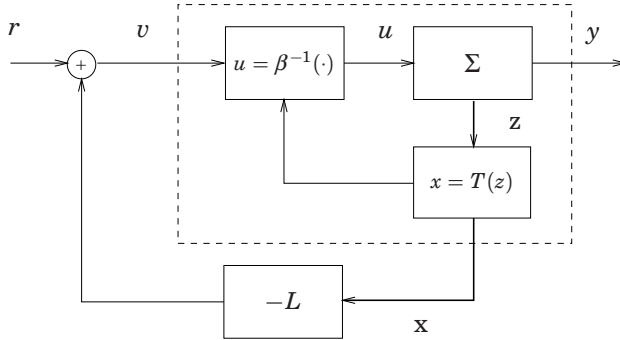 r
v
u
y
+
u = β⁻¹(·)
Σ
z
x = T(z)
−L
x